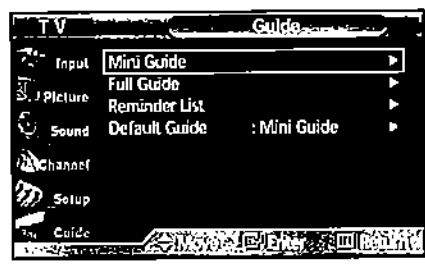 TV Guide
Input
Mini Guide
Full Guide
Picture
Reminder List
Sound
Default Guide : Mini Guide
Channel
Setup
Guide
Move Enter Return